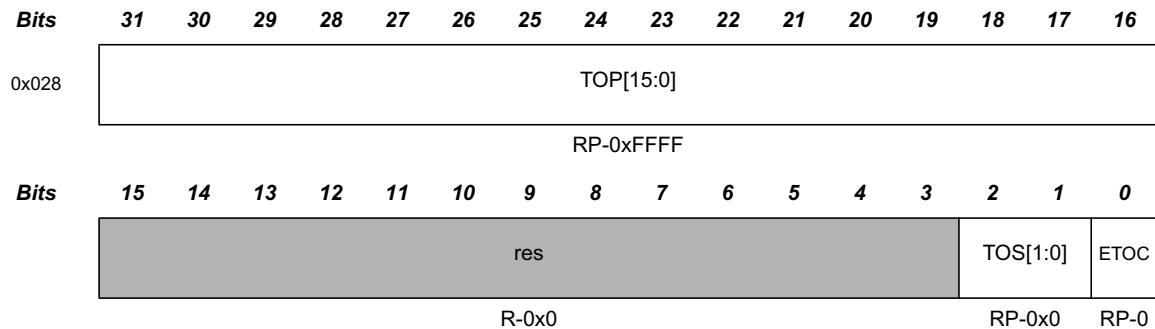 Bits 31 30 29 28 27 26 25 24 23 22 21 20 19 18 17 16
0x028 TOP[15:0]
RP-0xFFFF
Bits 15 14 13 12 11 10 9 8 7 6 5 4 3 2 1 0
res TOS[1:0] ETOC
R-0x0 RP-0x0 RP-0